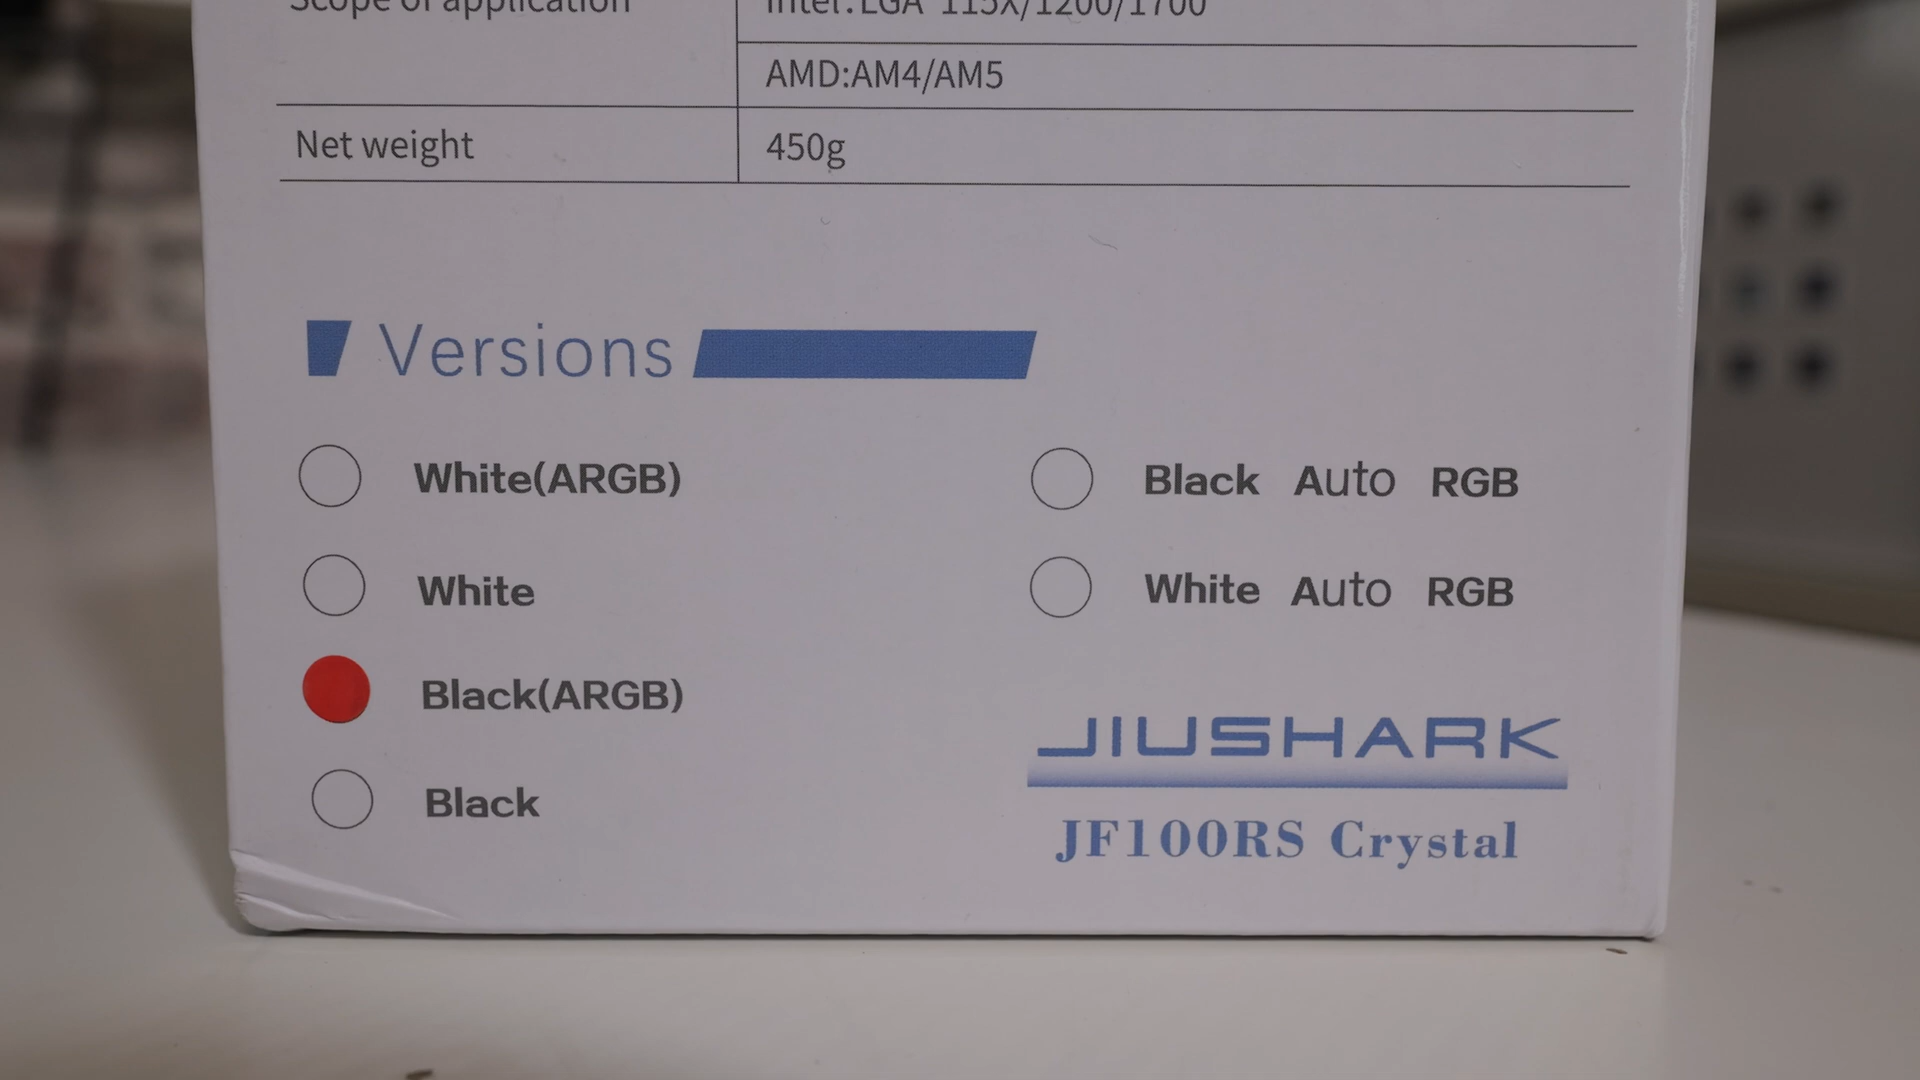 Scope of application
Intel:LGA 115X/1200/1700
AMD:AM4/AM5
Net weight 450g
Versions
White(ARGB)
White
Black(ARGB)
Black
Black Auto RGB
White Auto RGB
JIUSHARK
JF100RS Crystal